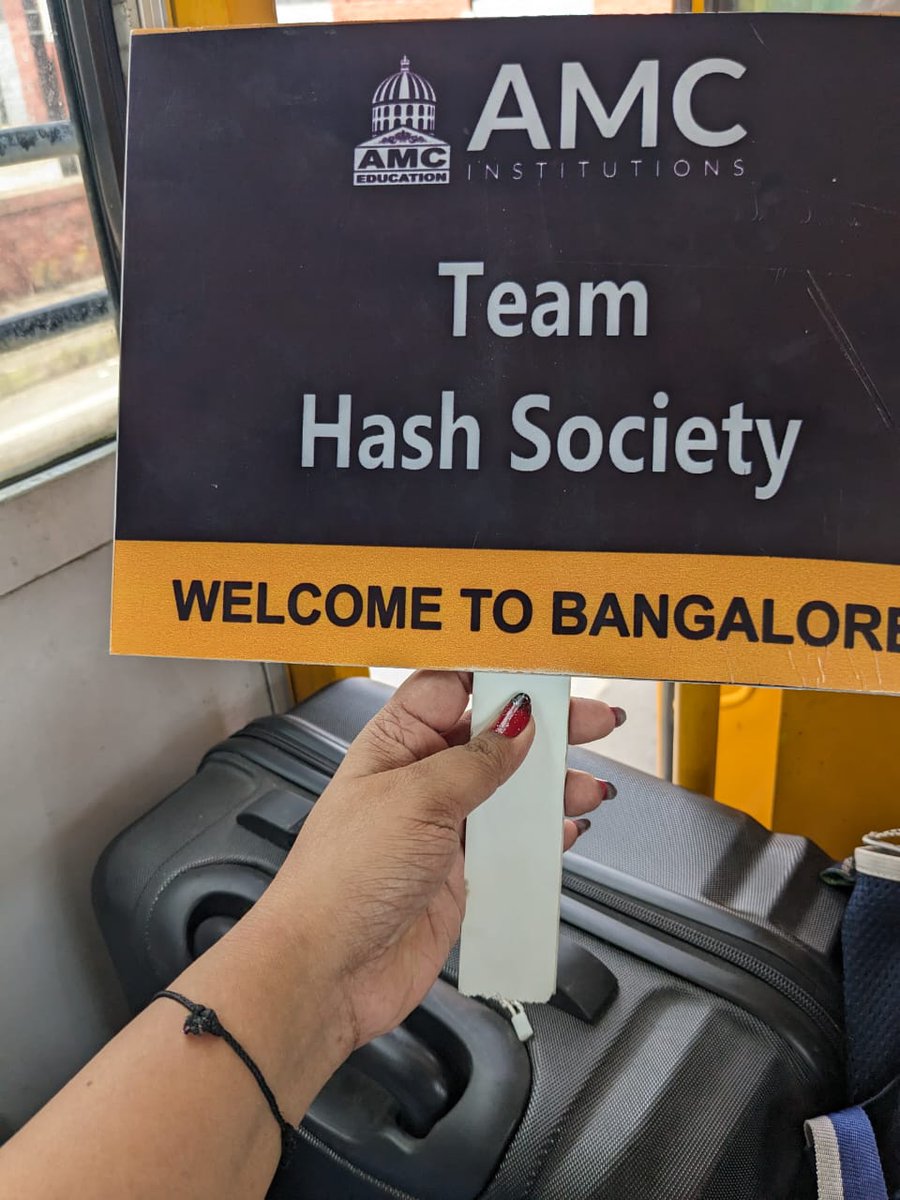 AMC
EDUCATION
AMC
INSTITUTIONS
Team
Hash Society
WELCOME TO BANGALORE